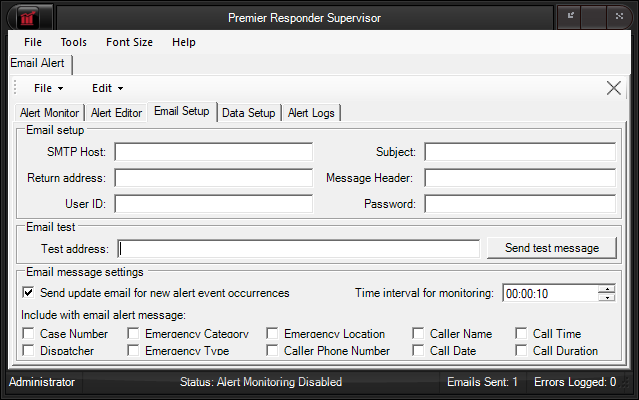 Premier Responder Supervisor
File Tools Font Size Help
Email Alert
File Edit
Alert Monitor Alert Editor Email Setup Data Setup Alert Logs
Email setup
SMTP Host: Subject:
Return address: Message Header:
User ID: Password:
Email test
Test address: Send test message
Email message settings
Send update email for new alert event occurrences Time interval for monitoring: 00:00:10
Include with email alert message:
Case Number Emergency Category Emergency Location Caller Name Call Time
Dispatcher Emergency Type Caller Phone Number Call Date Call Duration
Administrator Status: Alert Monitoring Disabled Emails Sent: 1 Errors Logged: 0